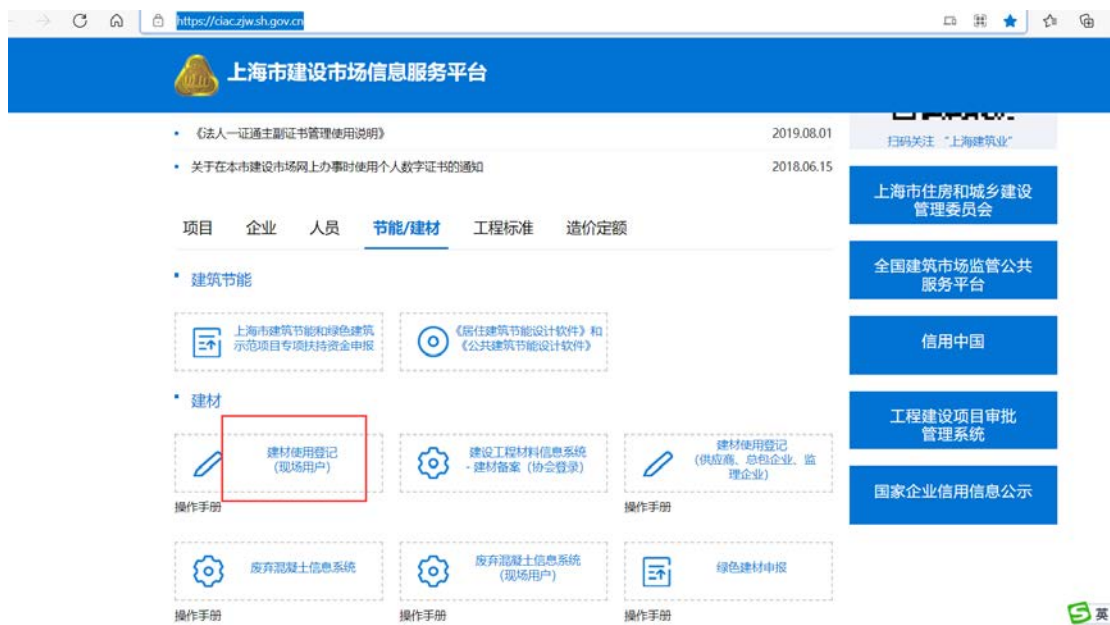 https://ciac.zjw.sh.gov.cn
上海市建设市场信息服务平台
《法人一证通主副证书管理使用说明》 2019.08.01
关于在本市建设市场网上办事时使用个人数字证书的通知 2018.06.15
扫码关注 “上海建筑业”
项目 企业 人员 节能/建材 工程标准 造价定额
建筑节能
上海市建筑节能和绿色建筑
示范项目专项扶持资金申报
《居住建筑节能设计软件》和
《公共建筑节能设计软件》
建材
建材使用登记
(现场用户)
操作手册
建设工程材料信息系统
- 建材备案（协会登录）
建材使用登记
(供应商、总包企业、监
理企业)
操作手册
废弃混凝土信息系统
操作手册
废弃混凝土信息系统
(现场用户)
操作手册
绿色建材申报
操作手册
上海市住房和城乡建设
管理委员会
全国建筑市场监管公共
服务平台
信用中国
工程建设项目审批
管理系统
国家企业信用信息公示
英